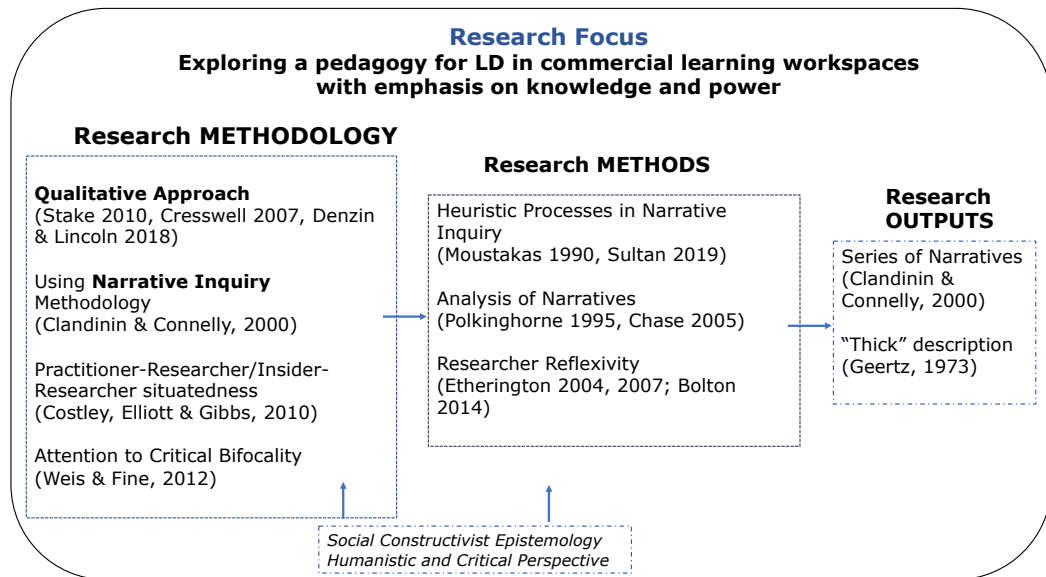 Research Focus
Exploring a pedagogy for LD in commercial learning workspaces
with emphasis on knowledge and power
Research METHODOLOGY
Qualitative Approach
(Stake 2010, Cresswell 2007, Denzin
& Lincoln 2018)
Using Narrative Inquiry
Methodology
(Clandinin & Connelly, 2000)
Practitioner-Researcher/Insider-
Researcher situatedness
(Costley, Elliott & Gibbs, 2010)
Attention to Critical Bifocality
(Weis & Fine, 2012)
Research METHODS
Heuristic Processes in Narrative
Inquiry
(Moustakas 1990, Sultan 2019)
Analysis of Narratives
(Polkinghorne 1995, Chase 2005)
Researcher Reflexivity
(Etherington 2004, 2007; Bolton
2014)
Research
OUTPUTS
Series of Narratives
(Clandinin &
Connelly, 2000)
“Thick” description
(Geertz, 1973)
Social Constructivist Epistemology
Humanistic and Critical Perspective